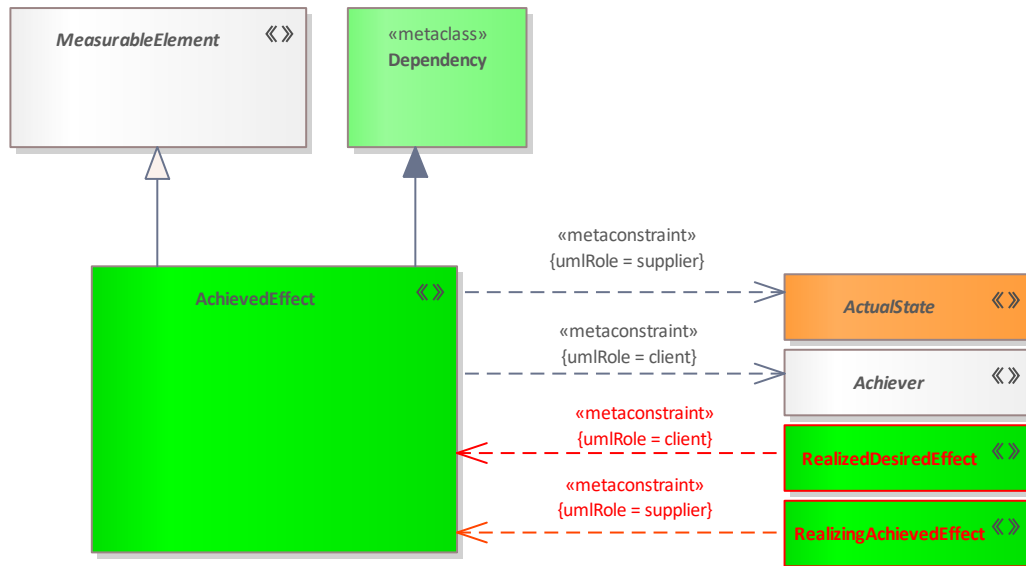 MeasurableElement
«»
«metaclass»
Dependency
AchievedEffect
«»
«metaconstraint»
{umlRole = supplier}
ActualState
«»
«metaconstraint»
{umlRole = client}
Achiever
«»
«metaconstraint»
{umlRole = client}
RealizedDesiredEffect
«»
«metaconstraint»
{umlRole = supplier}
RealizingAchievedEffect
«»